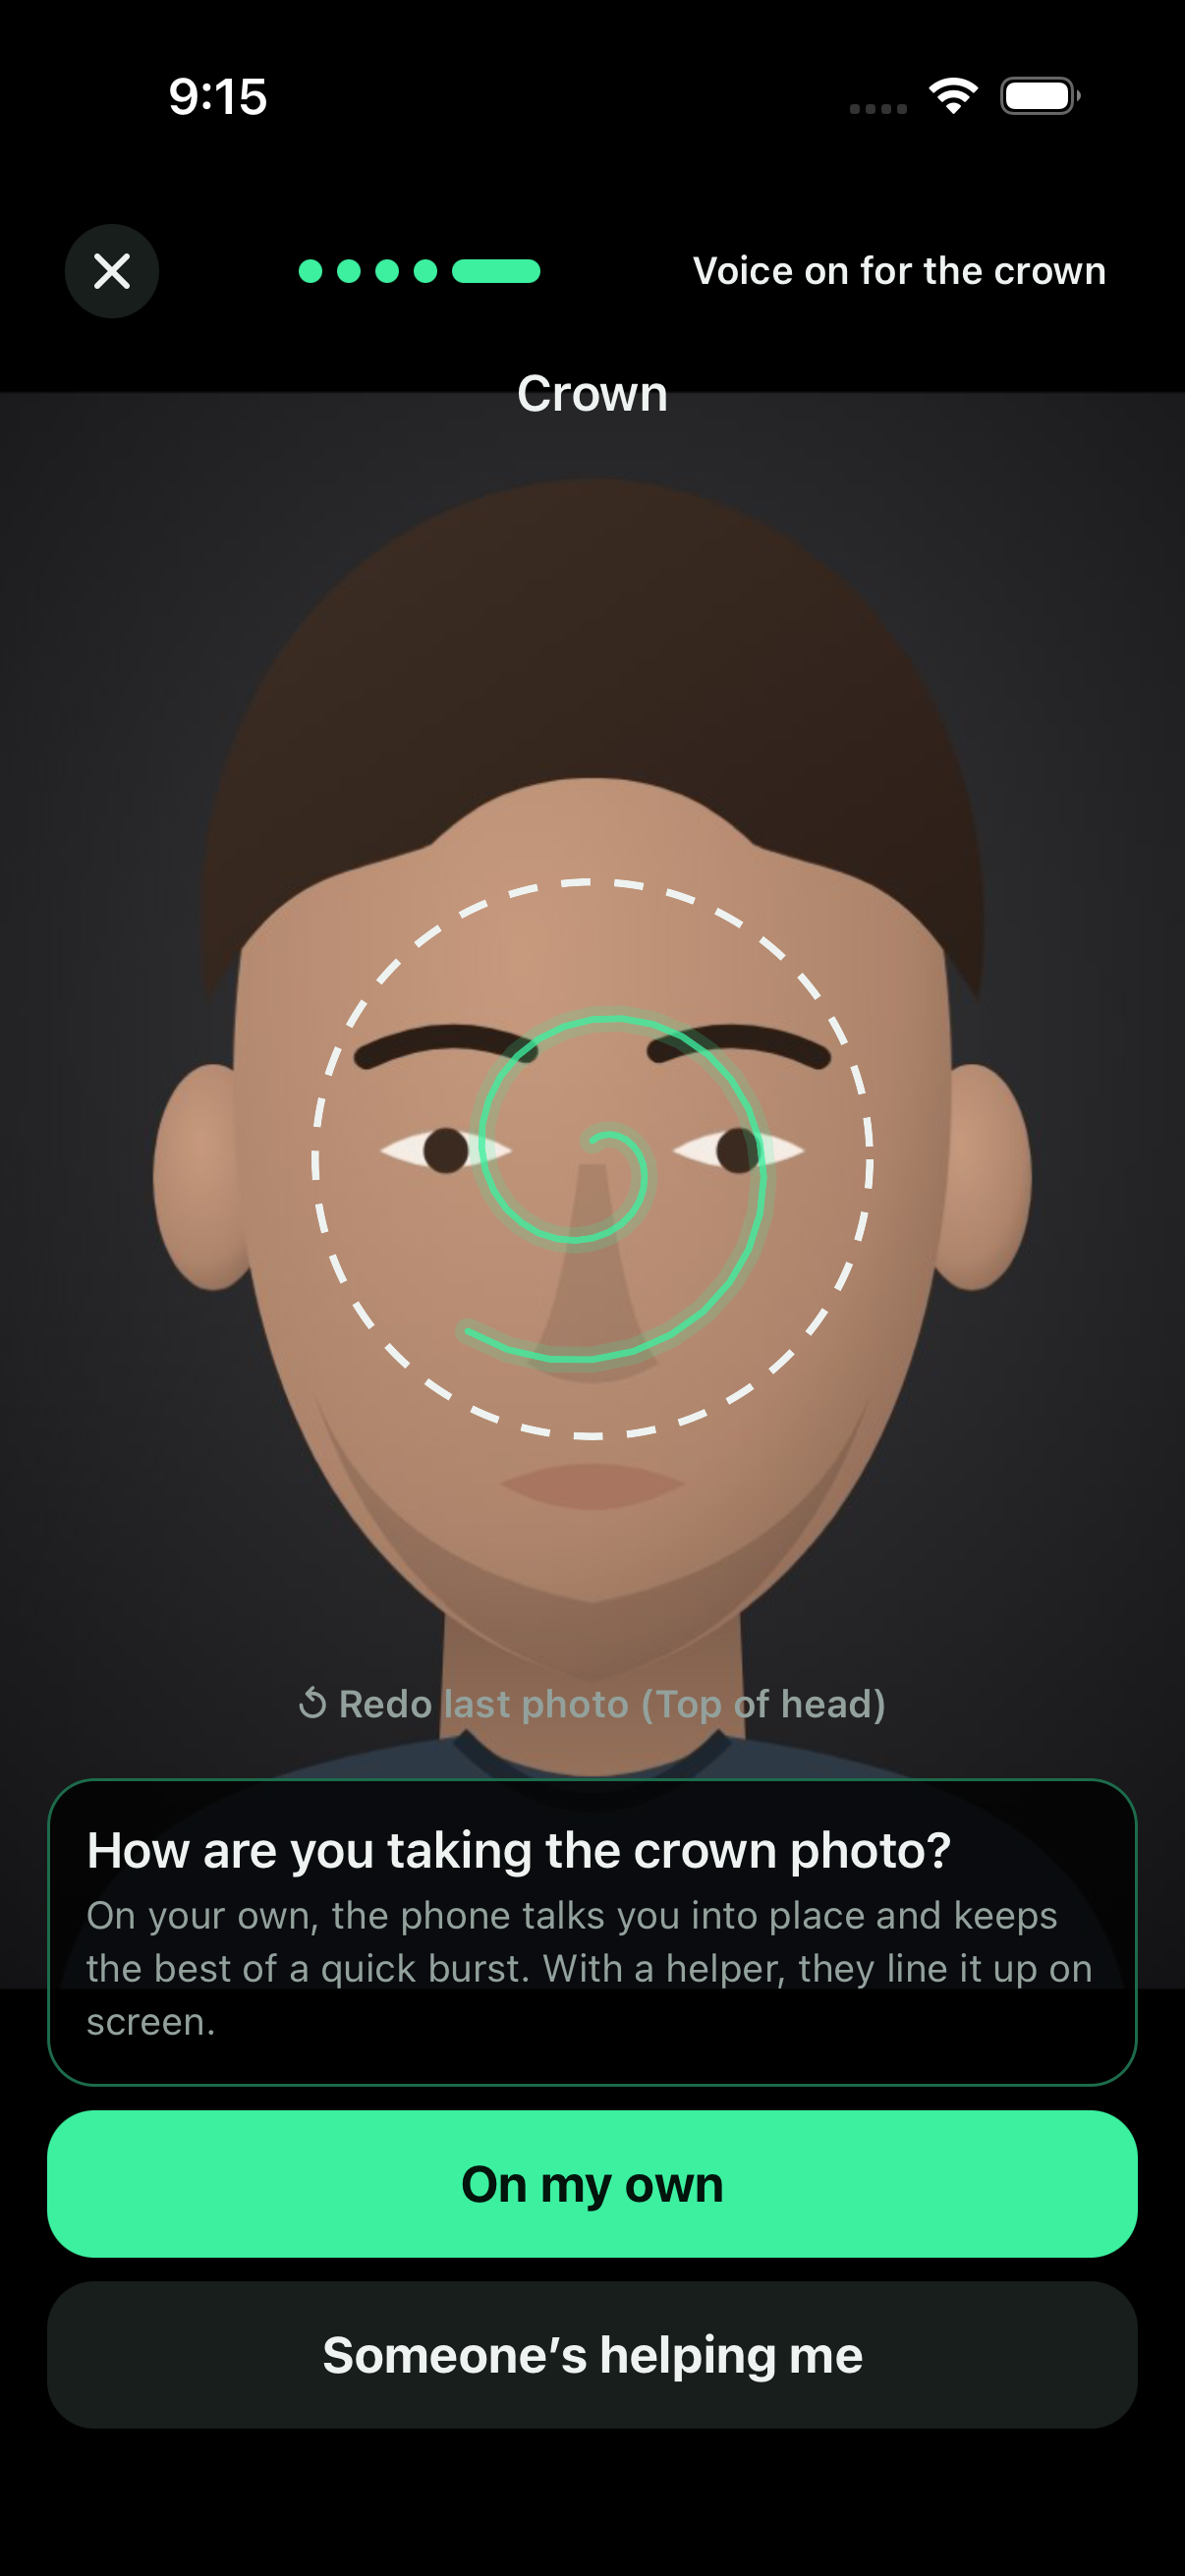 9:15
Voice on for the crown
Crown
Redo last photo (Top of head)
How are you taking the crown photo?
On your own, the phone talks you into place and keeps
the best of a quick burst. With a helper, they line it up on
screen.
On my own
Someone’s helping me